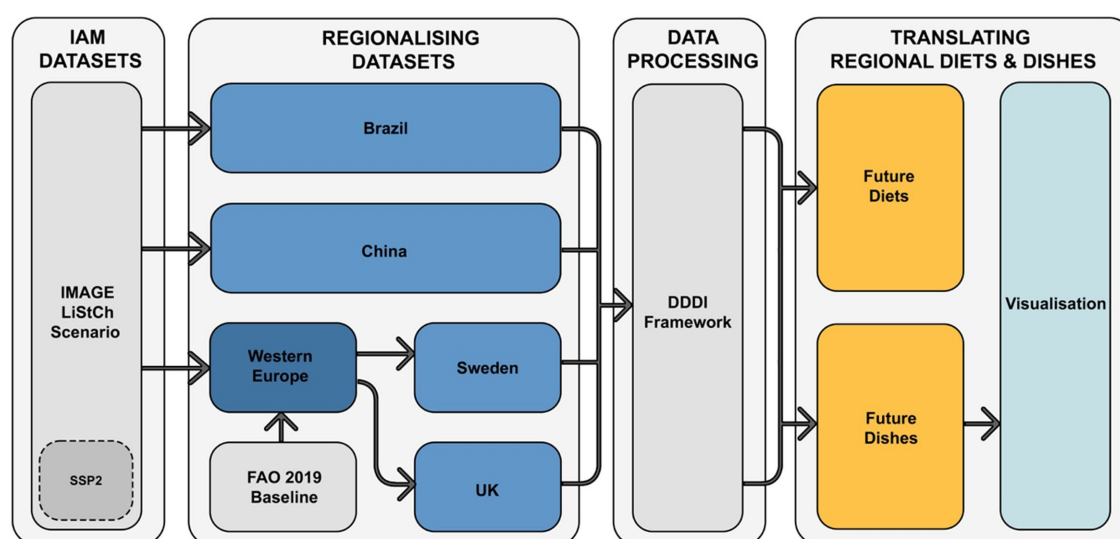 IAM
DATASETS
IMAGE
LiStCh
Scenario
SSP2
REGIONALISING
DATASETS
Brazil
China
Western
Europe
Sweden
FAO 2019
Baseline
UK
DATA
PROCESSING
DDDI
Framework
TRANSLATING
REGIONAL DIETS & DISHES
Future
Diets
Future
Dishes
Visualisation